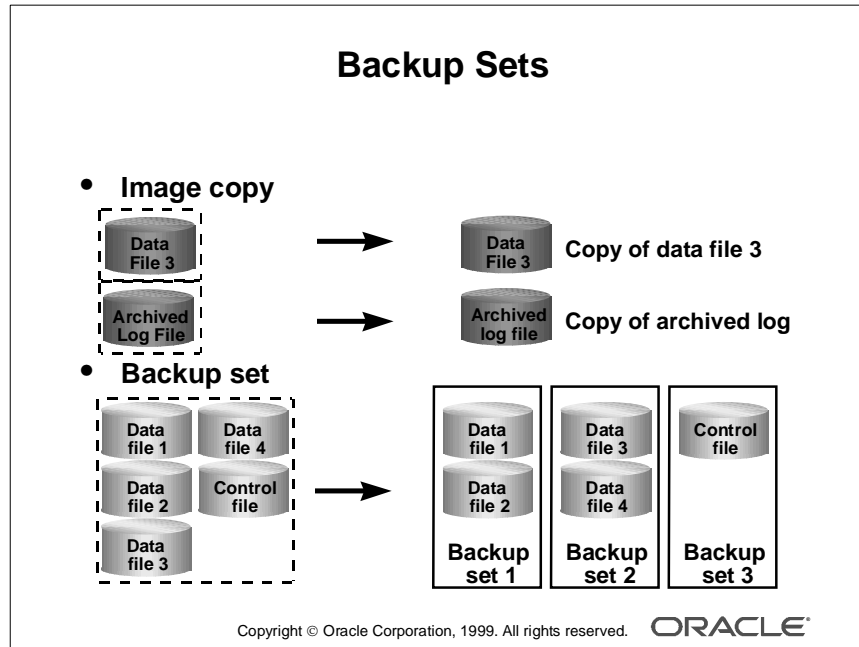 Backup Sets
• Image copy
Data
File 3
Data
File 3
Copy of data file 3
Archived
Log File
Archived
log file
Copy of archived log
• Backup set
Data
file 1
Data
file 4
Data
file 2
Control
file
Data
file 3
Data
file 1
Data
file 2
Backup
set 1
Data
file 3
Data
file 4
Backup
set 2
Control
file
Backup
set 3
Copyright © Oracle Corporation, 1999. All rights reserved.
ORACLE®